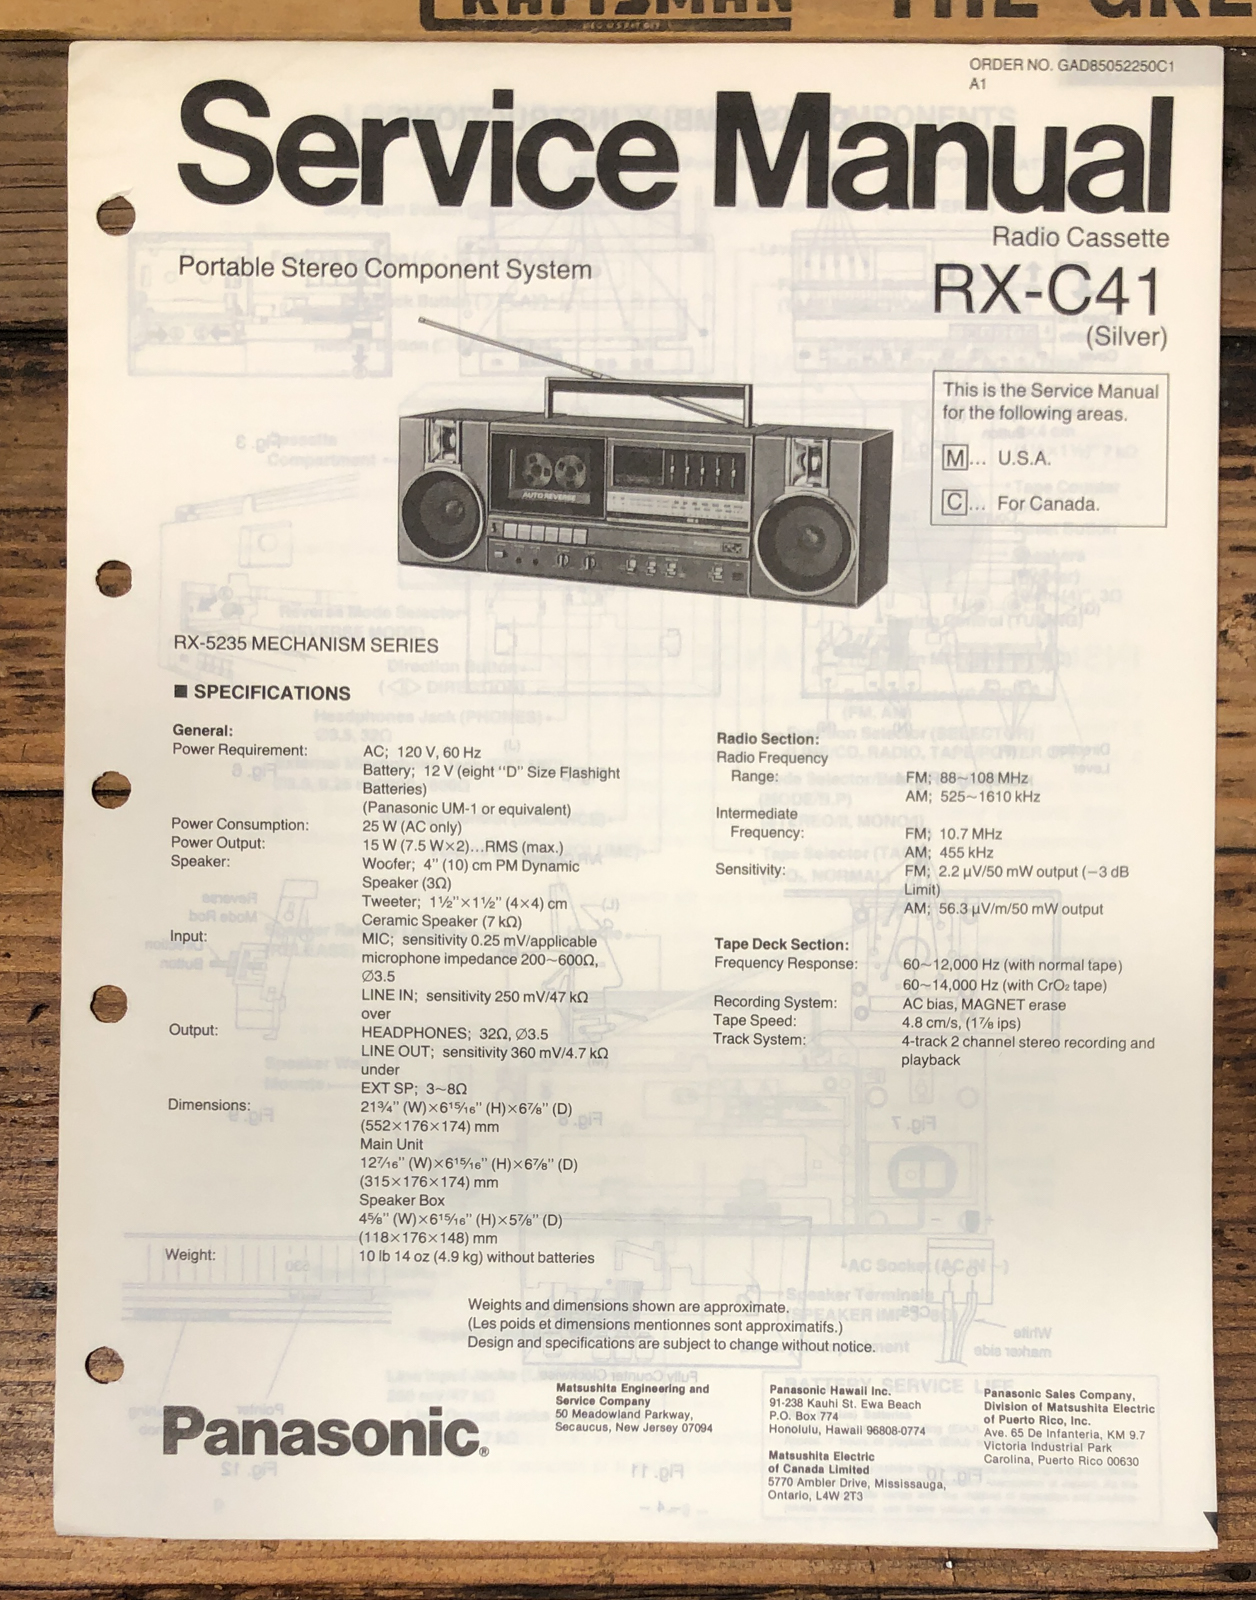 ORDER NO. GAD85052250C1
A1
Service Manual
Radio Cassette
Portable Stereo Component System
RX-C41
(Silver)
This is the Service Manual
for the following areas.
M... U.S.A.
C... For Canada.
AUTO REVERSE
RX-5235 MECHANISM SERIES
■ SPECIFICATIONS
General:
Power Requirement: AC; 120 V, 60 Hz
Battery; 12 V (eight "D" Size Flashight
Batteries)
(Panasonic UM-1 or equivalent)
Power Consumption: 25 W (AC only)
Power Output: 15 W (7.5 W×2)...RMS (max.)
Speaker: Woofer; 4" (10) cm PM Dynamic
Speaker (3Ω)
Tweeter; 1½"×1½" (4×4) cm
Ceramic Speaker (7 kΩ)
Input: MIC; sensitivity 0.25 mV/applicable
microphone impedance 200~600Ω,
∅3.5
LINE IN; sensitivity 250 mV/47 kΩ
over
Output: HEADPHONES; 32Ω, ∅3.5
LINE OUT; sensitivity 360 mV/4.7 kΩ
under
EXT SP; 3~8Ω
Dimensions: 21¾" (W)×6¹⁵⁄₁₆" (H)×6⅞" (D)
(552×176×174) mm
Main Unit
12⁷⁄₁₆" (W)×6¹⁵⁄₁₆" (H)×6⅞" (D)
(315×176×174) mm
Speaker Box
4⅝" (W)×6¹⁵⁄₁₆" (H)×5⅞" (D)
(118×176×148) mm
Weight: 10 lb 14 oz (4.9 kg) without batteries
Radio Section:
Radio Frequency
Range: FM; 88~108 MHz
AM; 525~1610 kHz
Intermediate
Frequency: FM; 10.7 MHz
AM; 455 kHz
Sensitivity: FM; 2.2 µV/50 mW output (−3 dB
Limit)
AM; 56.3 µV/m/50 mW output
Tape Deck Section:
Frequency Response: 60~12,000 Hz (with normal tape)
60~14,000 Hz (with CrO₂ tape)
Recording System: AC bias, MAGNET erase
Tape Speed: 4.8 cm/s, (1⅞ ips)
Track System: 4-track 2 channel stereo recording and
playback
Weights and dimensions shown are approximate.
(Les poids et dimensions mentionnes sont approximatifs.)
Design and specifications are subject to change without notice.
Panasonic®
Matsushita Engineering and
Service Company
50 Meadowland Parkway,
Secaucus, New Jersey 07094
Panasonic Hawaii Inc.
91-238 Kauhi St. Ewa Beach
P.O. Box 774
Honolulu, Hawaii 96808-0774
Matsushita Electric
of Canada Limited
5770 Ambler Drive, Mississauga,
Ontario, L4W 2T3
Panasonic Sales Company,
Division of Matsushita Electric
of Puerto Rico, Inc.
Ave. 65 De Infanteria, KM 9.7
Victoria Industrial Park
Carolina, Puerto Rico 00630